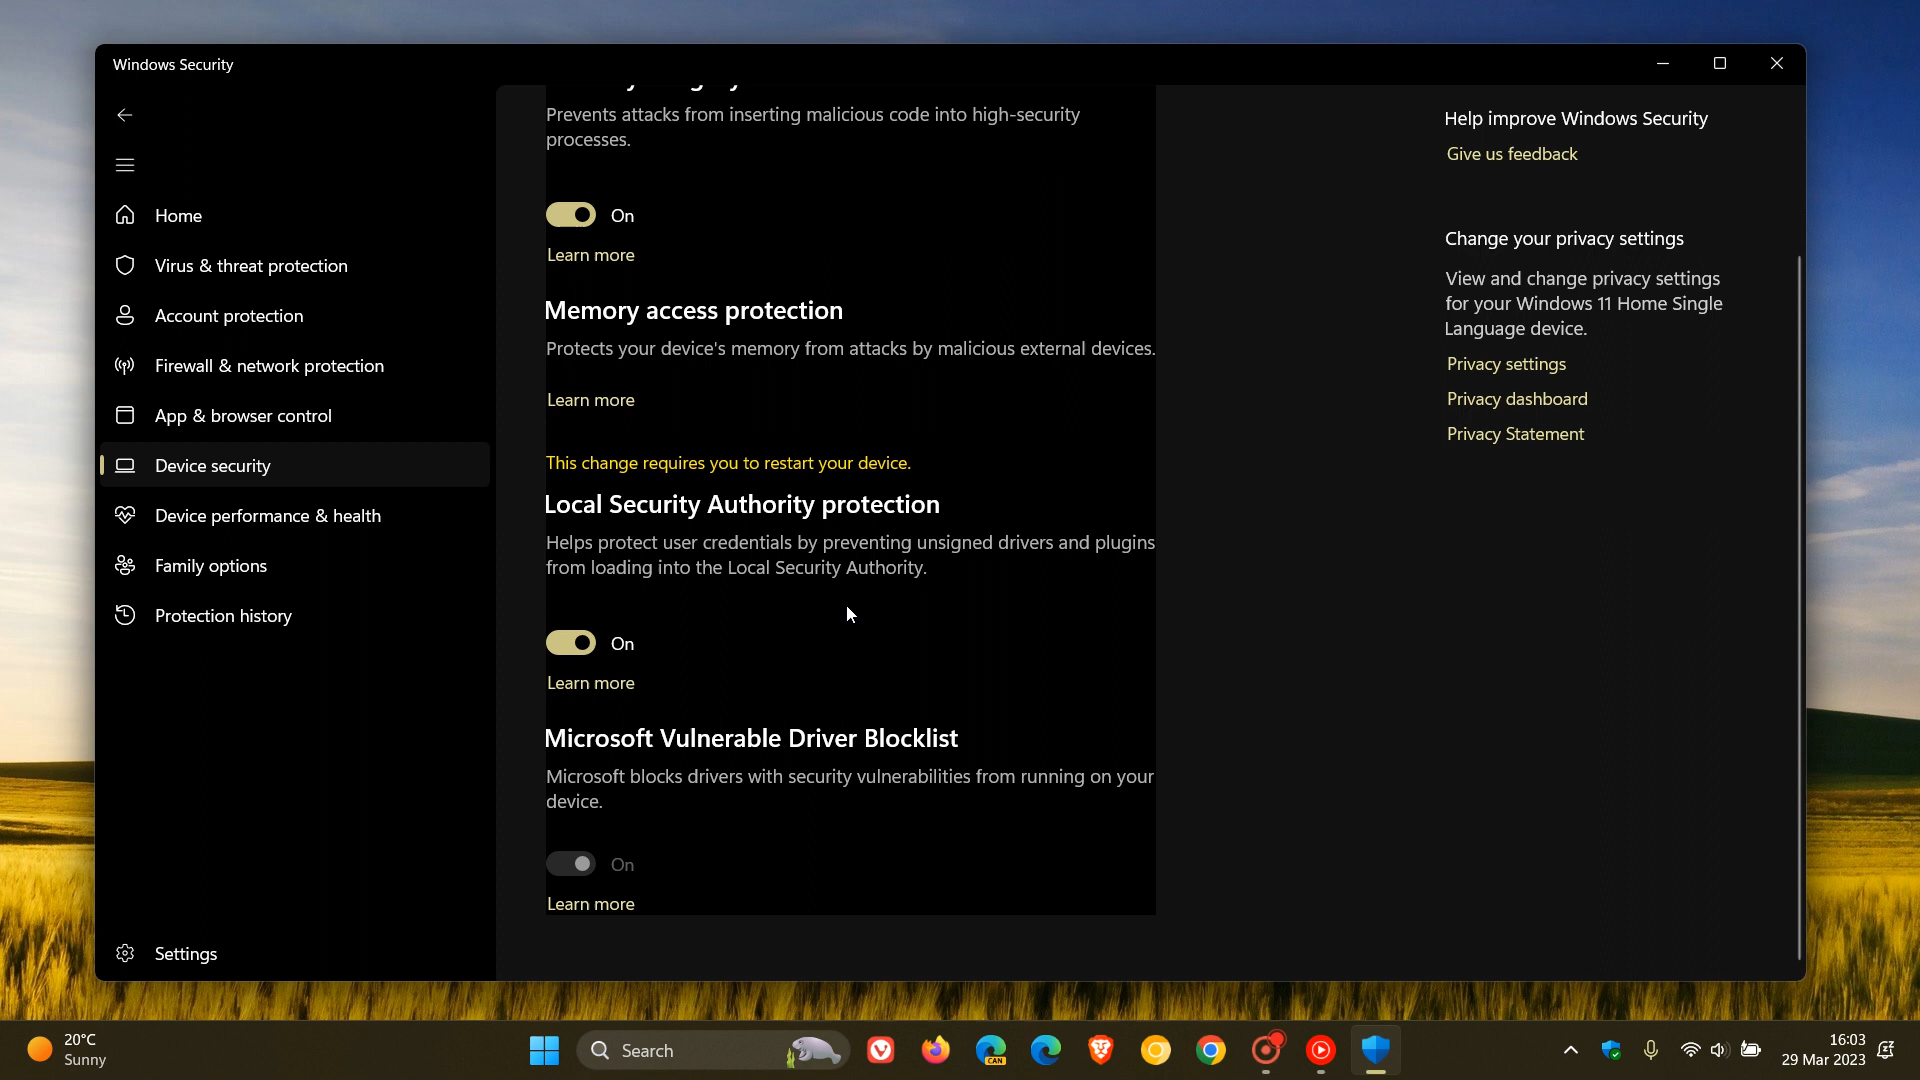 Windows Security
Home
Virus & threat protection
Account protection
Firewall & network protection
App & browser control
Device security
Device performance & health
Family options
Protection history
Settings
Prevents attacks from inserting malicious code into high-security
processes.
On
Learn more
Memory access protection
Protects your device's memory from attacks by malicious external devices.
Learn more
This change requires you to restart your device.
Local Security Authority protection
Helps protect user credentials by preventing unsigned drivers and plugins
from loading into the Local Security Authority.
On
Learn more
Microsoft Vulnerable Driver Blocklist
Microsoft blocks drivers with security vulnerabilities from running on your
device.
On
Learn more
Help improve Windows Security
Give us feedback
Change your privacy settings
View and change privacy settings
for your Windows 11 Home Single
Language device.
Privacy settings
Privacy dashboard
Privacy Statement
20°C
Sunny
Search
CAN
16:03
29 Mar 2023